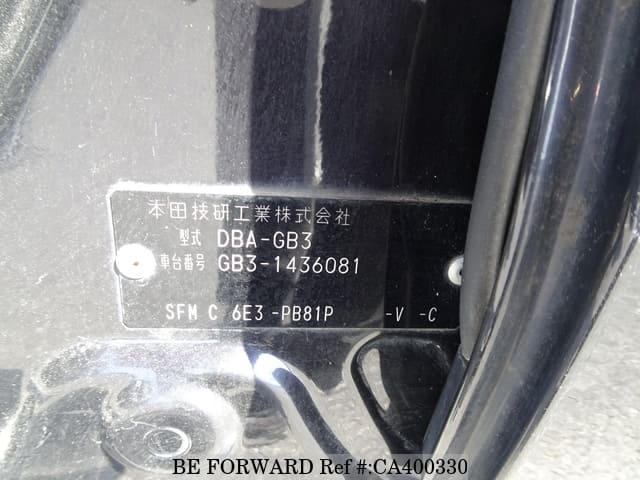 本田技研工業株式会社
型式 DBA-GB3
車台番号 GB3-1436081
SFM C 6E3 -PB81P -V -C
BE FORWARD Ref #:CA400330